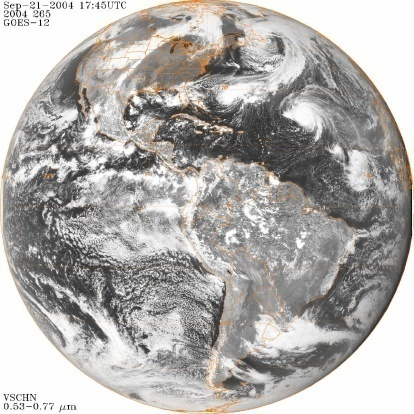 Sep-21-2004 17:45UTC
2004 265
GOES-12
VSCHN
0.53-0.77 μm